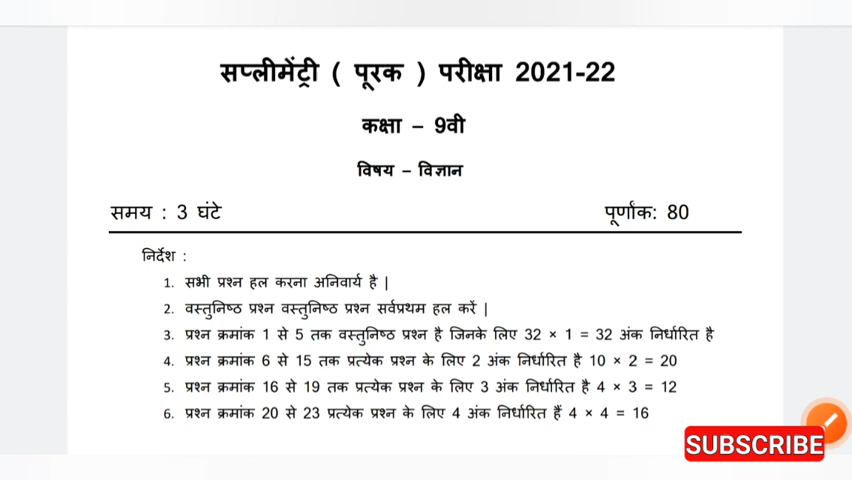 सप्लीमेंट्री ( पूरक ) परीक्षा 2021-22
कक्षा – 9वी
विषय – विज्ञान
समय : 3 घंटे पूर्णांक: 80
निर्देश :
1. सभी प्रश्न हल करना अनिवार्य है |
2. वस्तुनिष्ठ प्रश्न वस्तुनिष्ठ प्रश्न सर्वप्रथम हल करें |
3. प्रश्न क्रमांक 1 से 5 तक वस्तुनिष्ठ प्रश्न है जिनके लिए 32 × 1 = 32 अंक निर्धारित है
4. प्रश्न क्रमांक 6 से 15 तक प्रत्येक प्रश्न के लिए 2 अंक निर्धारित है 10 × 2 = 20
5. प्रश्न क्रमांक 16 से 19 तक प्रत्येक प्रश्न के लिए 3 अंक निर्धारित है 4 × 3 = 12
6. प्रश्न क्रमांक 20 से 23 प्रत्येक प्रश्न के लिए 4 अंक निर्धारित हैं 4 × 4 = 16
SUBSCRIBE